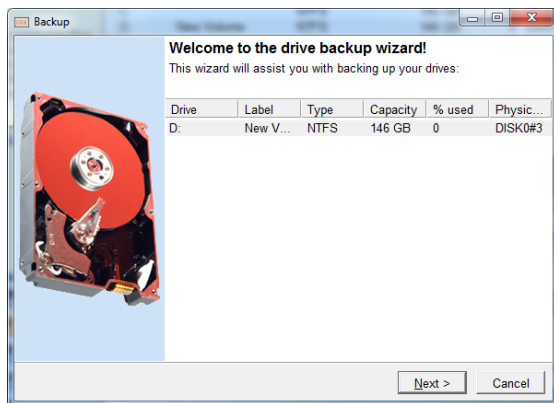 Backup
Welcome to the drive backup wizard!
This wizard will assist you with backing up your drives:
Drive Label Type Capacity % used Physic...
D: New V... NTFS 146 GB 0 DISK0#3
Next > Cancel